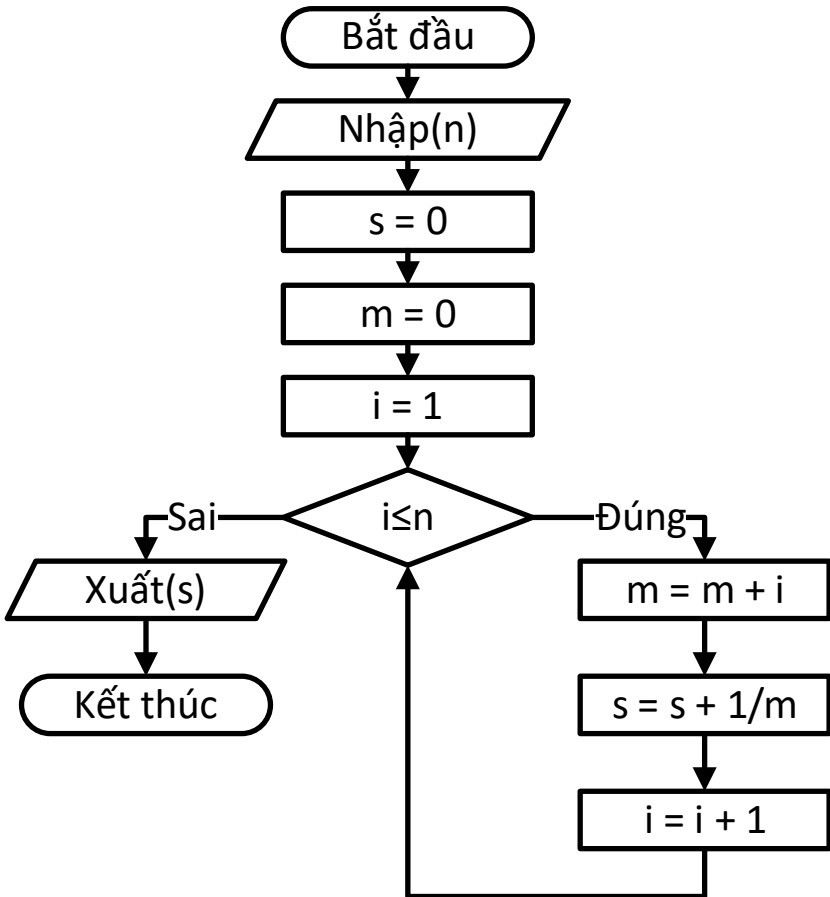 Bắt đầu
Nhập(n)
s = 0
m = 0
i = 1
i≤n
Sai
Đúng
Xuất(s)
Kết thúc
m = m + i
s = s + 1/m
i = i + 1